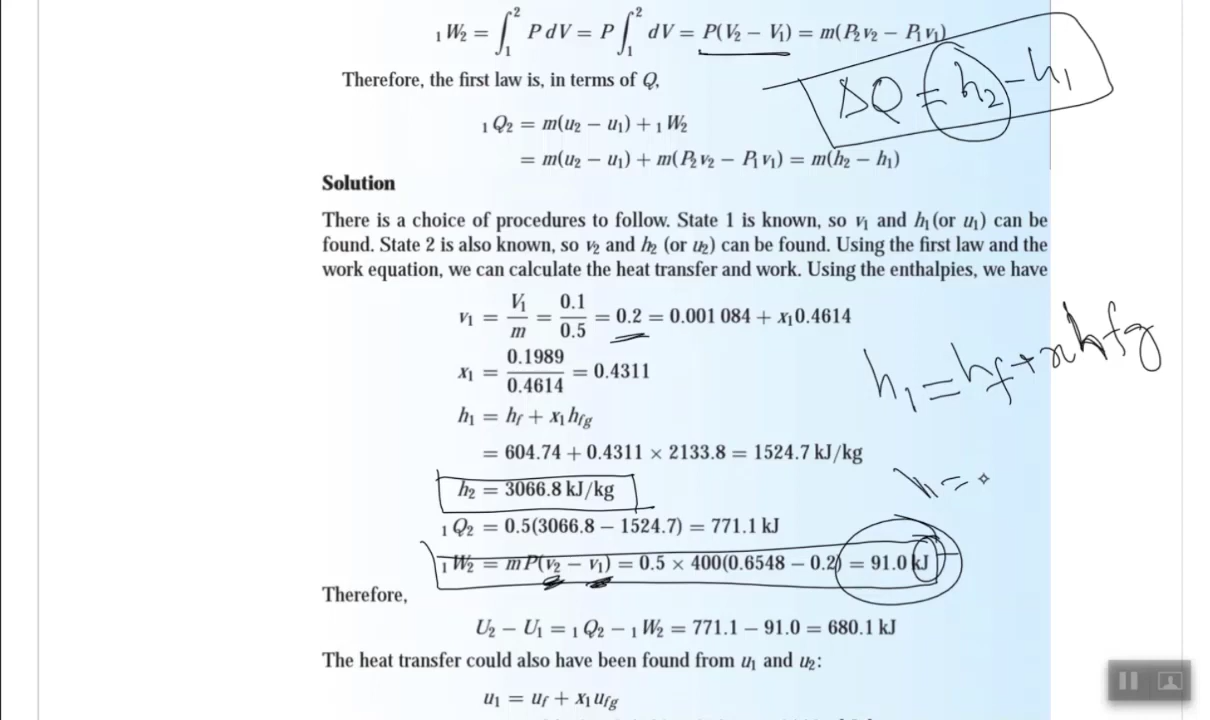 ₁W₂ = ∫₁² P dV = P ∫₁² dV = P(V₂ − V₁) = m(P₂v₂ − P₁v₁)
Therefore, the first law is, in terms of Q,
ΔQ = h₂ − h₁
₁Q₂ = m(u₂ − u₁) + ₁W₂
= m(u₂ − u₁) + m(P₂v₂ − P₁v₁) = m(h₂ − h₁)
Solution
There is a choice of procedures to follow. State 1 is known, so v₁ and h₁ (or u₁) can be
found. State 2 is also known, so v₂ and h₂ (or u₂) can be found. Using the first law and the
work equation, we can calculate the heat transfer and work. Using the enthalpies, we have
v₁ = V₁/m = 0.1/0.5 = 0.2 = 0.001 084 + x₁0.4614
x₁ = 0.1989/0.4614 = 0.4311
h₁ = hf + xhfg
h₁ = hf + x₁hfg
= 604.74 + 0.4311 × 2133.8 = 1524.7 kJ/kg
h =
h₂ = 3066.8 kJ/kg
₁Q₂ = 0.5(3066.8 − 1524.7) = 771.1 kJ
₁W₂ = mP(v₂ − v₁) = 0.5 × 400(0.6548 − 0.2) = 91.0 kJ
Therefore,
U₂ − U₁ = ₁Q₂ − ₁W₂ = 771.1 − 91.0 = 680.1 kJ
The heat transfer could also have been found from u₁ and u₂:
u₁ = uf + x₁ufg